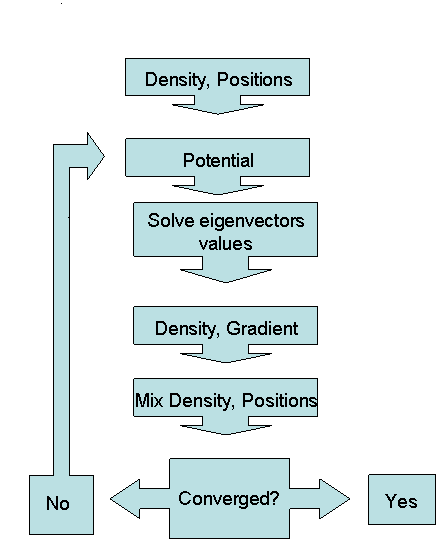 Density, Positions
Potential
Solve eigenvectors
values
Density, Gradient
Mix Density, Positions
No
Converged?
Yes